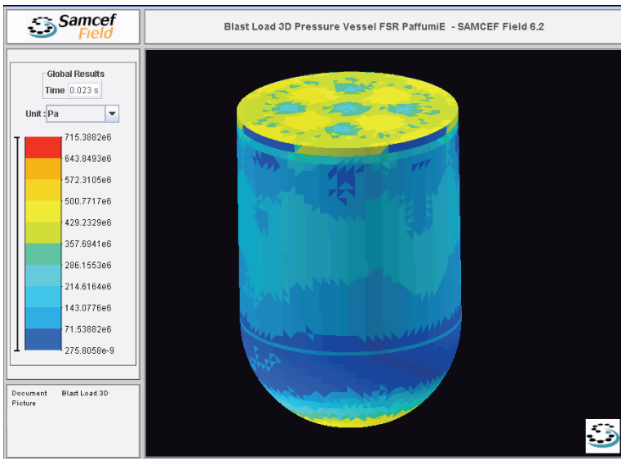 Samcef
Field
Blast Load 3D Pressure Vessel FSR PaffumiE - SAMCEF Field 6.2
Global Results
Time 0.023 s
Unit : Pa
715.3882e6
643.8493e6
572.3105e6
500.7717e6
429.2329e6
357.6941e6
286.1553e6
214.6164e6
143.0776e6
71.53882e6
275.8058e-9
Document Blast Load 3D
Picture